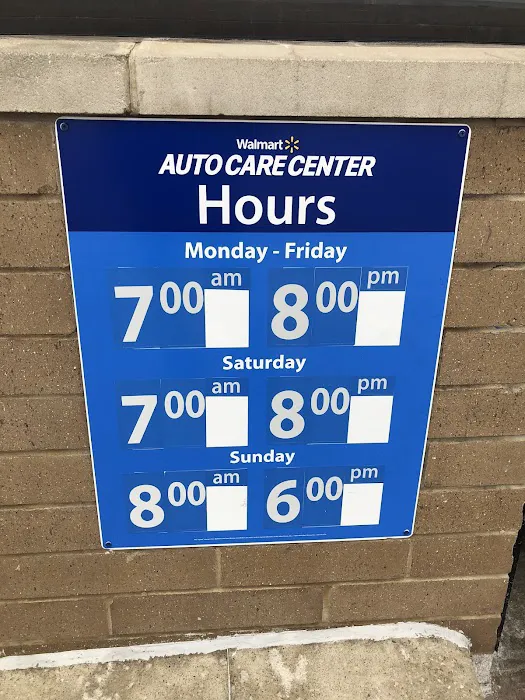 Walmart
AUTO CARE CENTER
Hours
Monday - Friday
7 00 am 8 00 pm
Saturday
7 00 am 8 00 pm
Sunday
8 00 am 6 00 pm